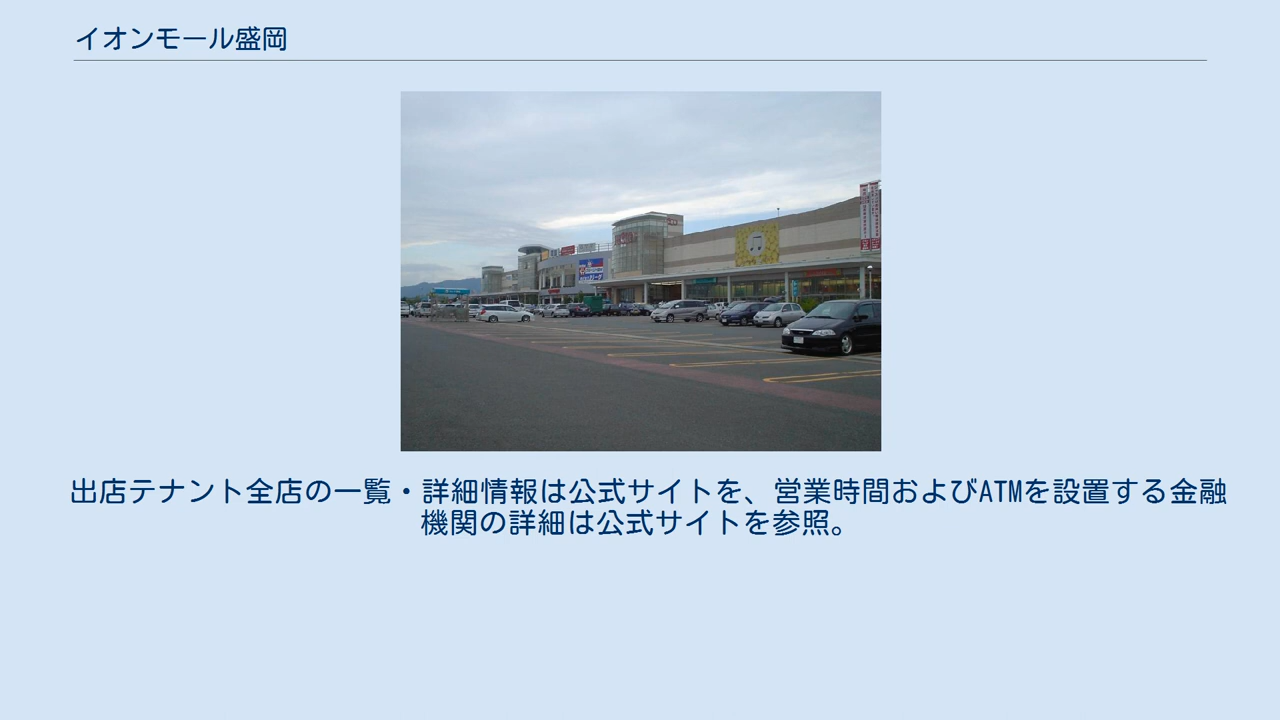 イオンモール盛岡
出店テナント全店の一覧・詳細情報は公式サイトを、営業時間およびATMを設置する金融
機関の詳細は公式サイトを参照。